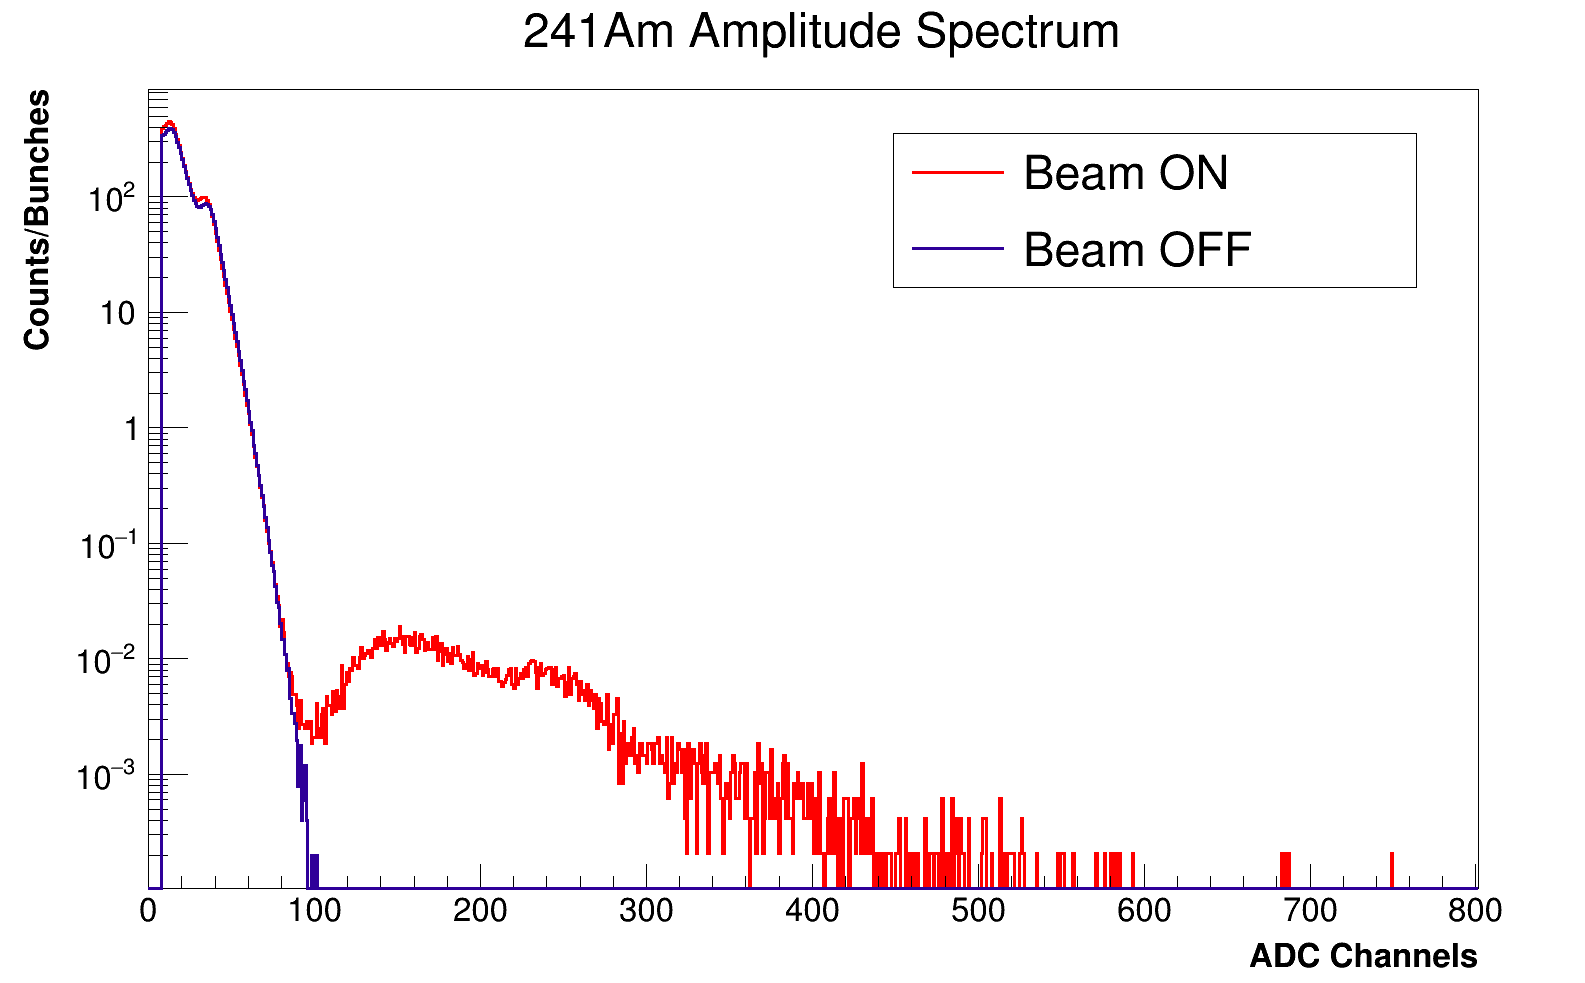 241Am Amplitude Spectrum
Counts/Bunches
Beam ON
Beam OFF
10²
10
1
10⁻¹
10⁻²
10⁻³
0 100 200 300 400 500 600 700 800
ADC Channels